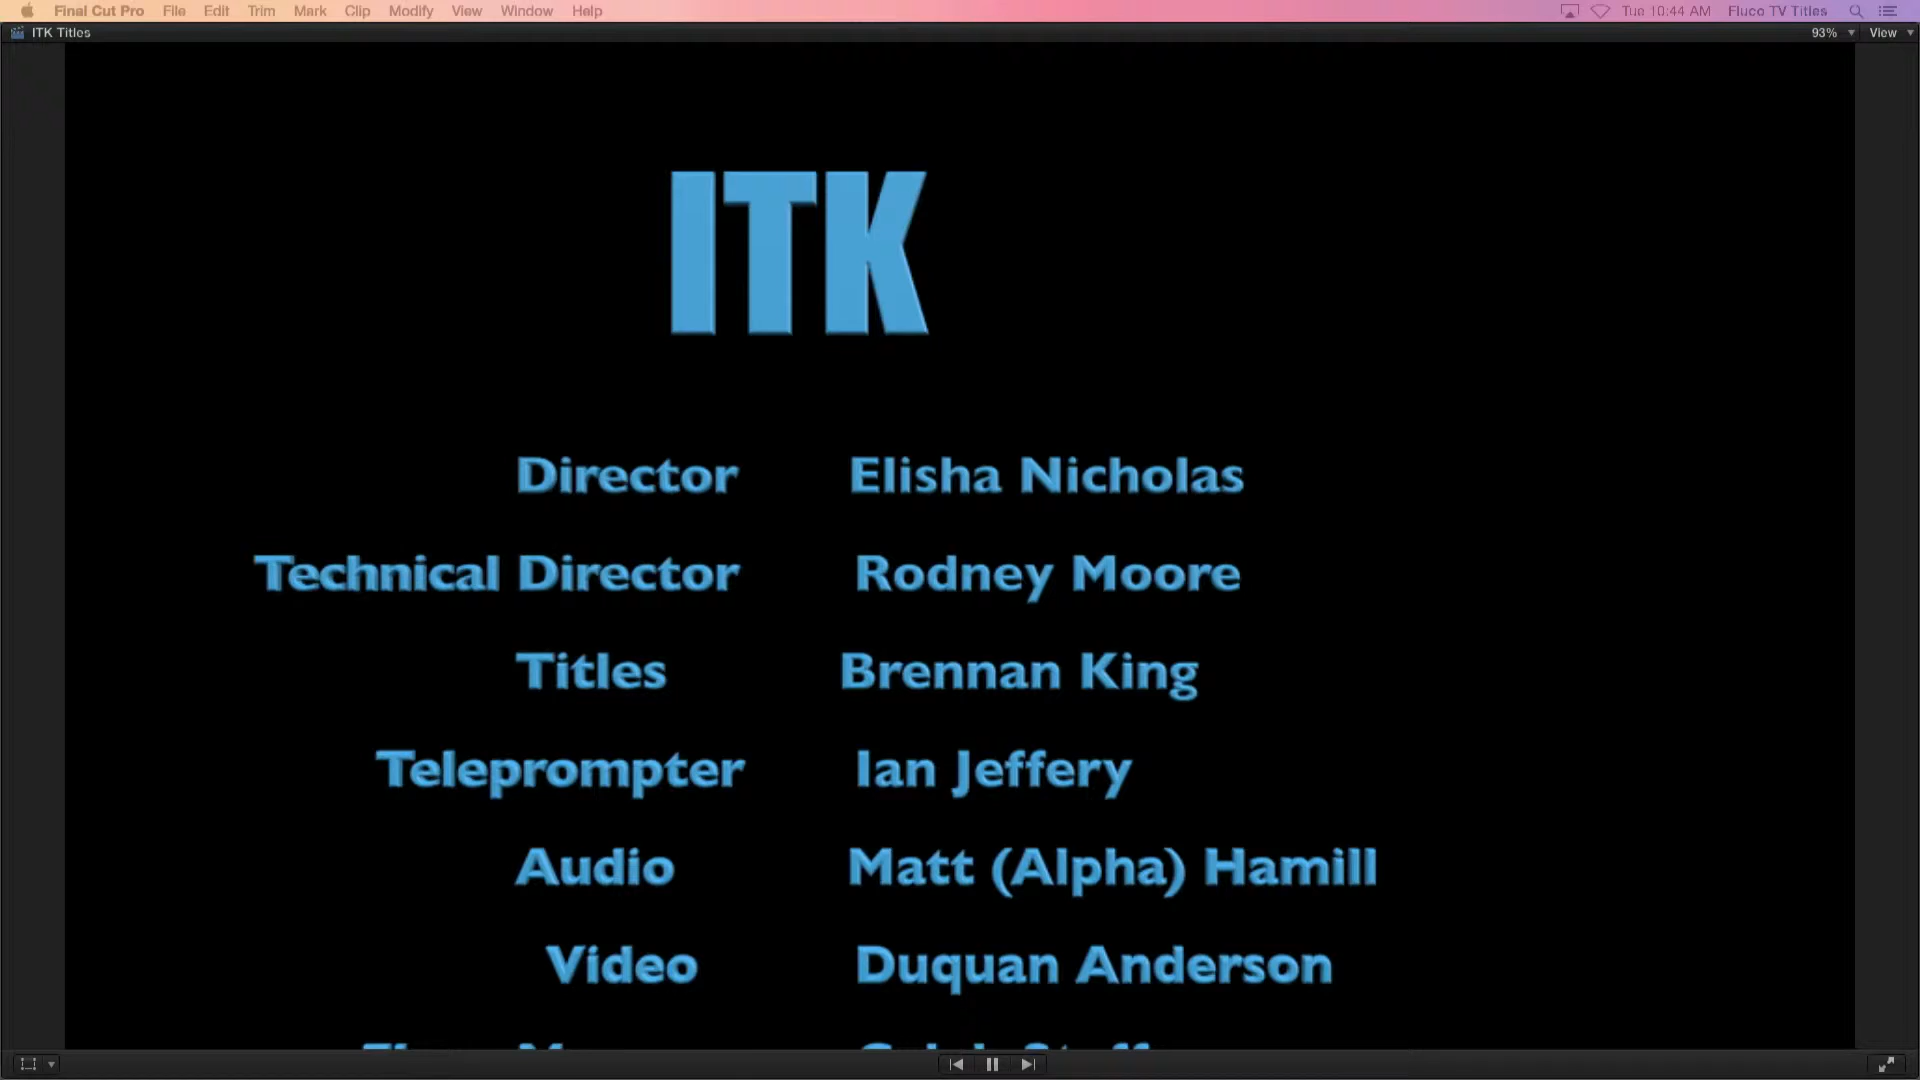 Final Cut Pro File Edit Trim Mark Clip Modify View Window Help Tue 10:44 AM Fluco TV Titles
ITK Titles 93% View
ITK
Director Elisha Nicholas
Technical Director Rodney Moore
Titles Brennan King
Teleprompter Ian Jeffery
Audio Matt (Alpha) Hamill
Video Duquan Anderson